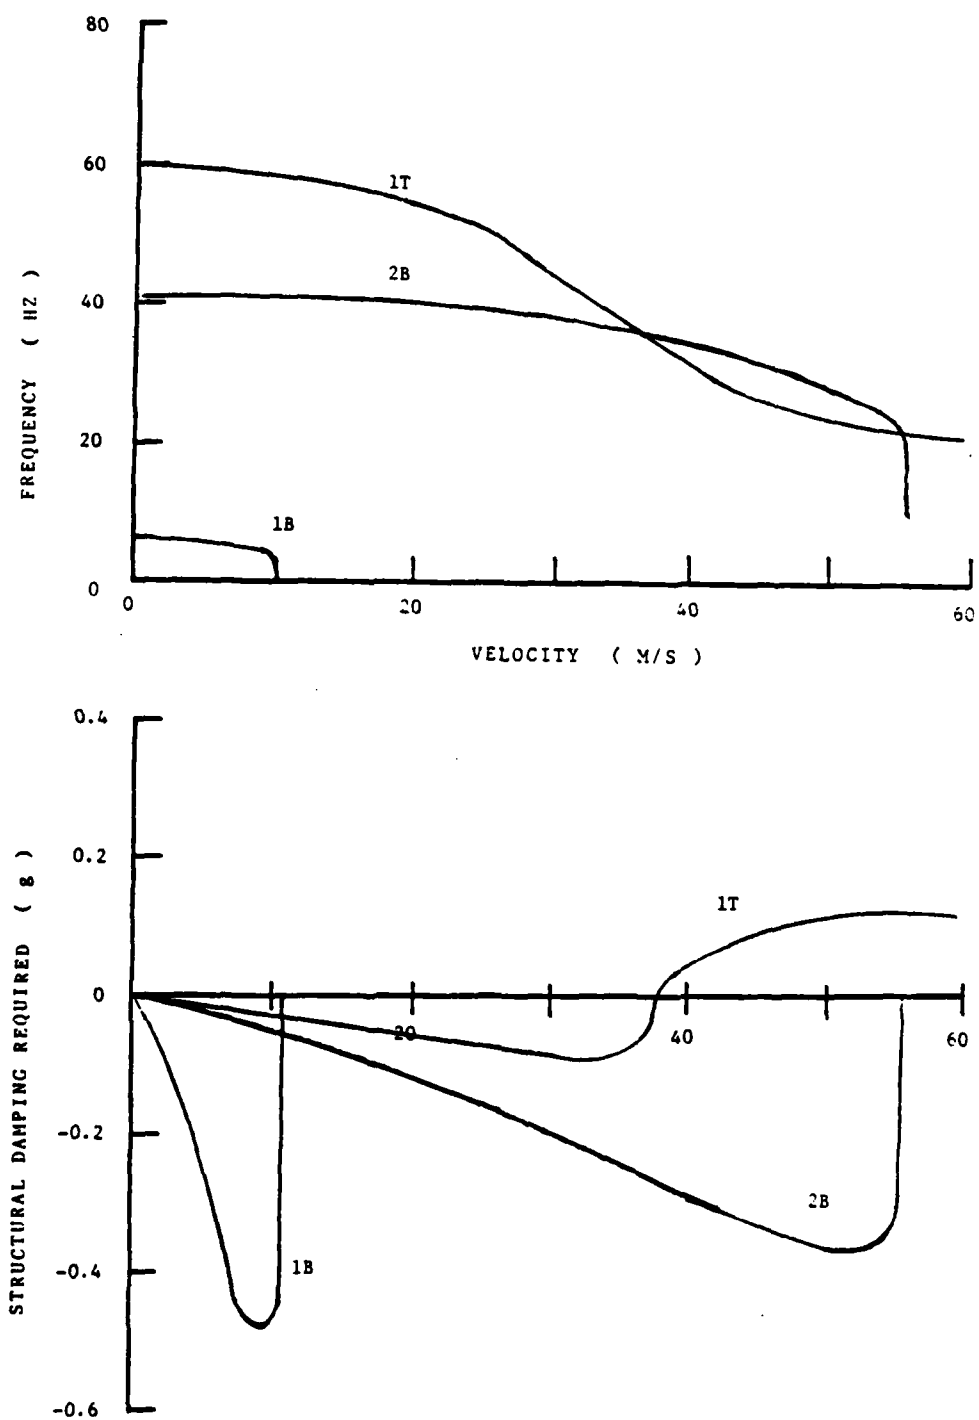 80
60
1T
2B
40
FREQUENCY ( HZ )
20
1B
0
0
20
40
60
VELOCITY ( M/S )
0.4
0.2
1T
0
20
40
60
STRUCTURAL DAMPING REQUIRED ( g )
-0.2
2B
1B
-0.4
-0.6